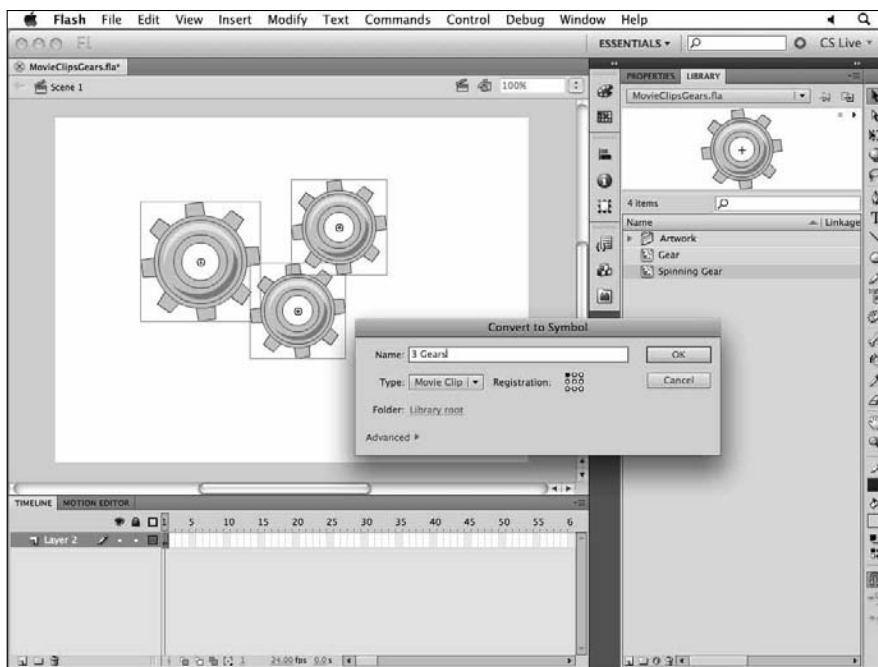 Flash File Edit View Insert Modify Text Commands Control Debug Window Help
Fl ESSENTIALS CS Live
MovieClipsGears.fla*
Scene 1 100%
PROPERTIES LIBRARY
MovieClipsGears.fla
4 items
Name Linkage
Artwork
Gear
Spinning Gear
Convert to Symbol
Name: 3 Gears OK
Type: Movie Clip Registration: Cancel
Folder: Library root
Advanced
TIMELINE MOTION EDITOR
1 5 10 15 20 25 30 35 40 45 50 55 6
Layer 2
1 24.00 fps 0.0 s